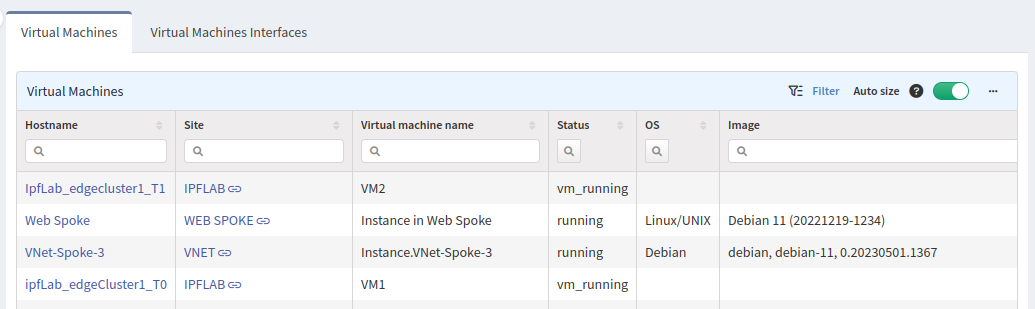 Virtual Machines Virtual Machines Interfaces
Virtual Machines Filter Auto size ? ...
Hostname Site Virtual machine name Status OS Image
IpfLab_edgecluster1_T1 IPFLAB VM2 vm_running
Web Spoke WEB SPOKE Instance in Web Spoke running Linux/UNIX Debian 11 (20221219-1234)
VNet-Spoke-3 VNET Instance.VNet-Spoke-3 running Debian debian, debian-11, 0.20230501.1367
ipfLab_edgeCluster1_T0 IPFLAB VM1 vm_running